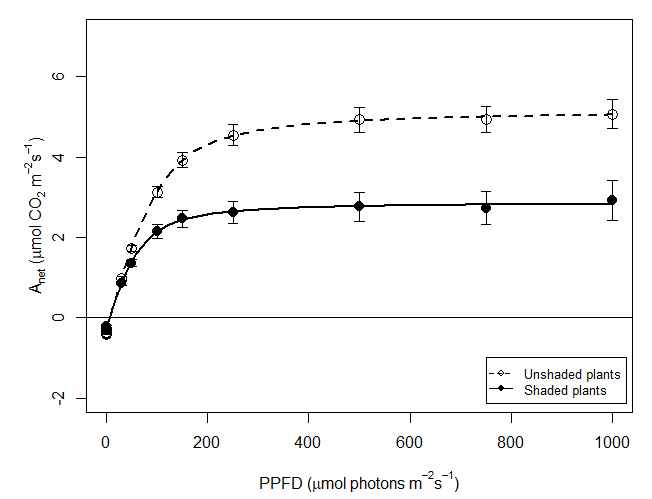 6
4
2
0
-2
Anet (μmol CO2 m−2s−1)
Unshaded plants
Shaded plants
0 200 400 600 800 1000
PPFD (μmol photons m−2s−1)